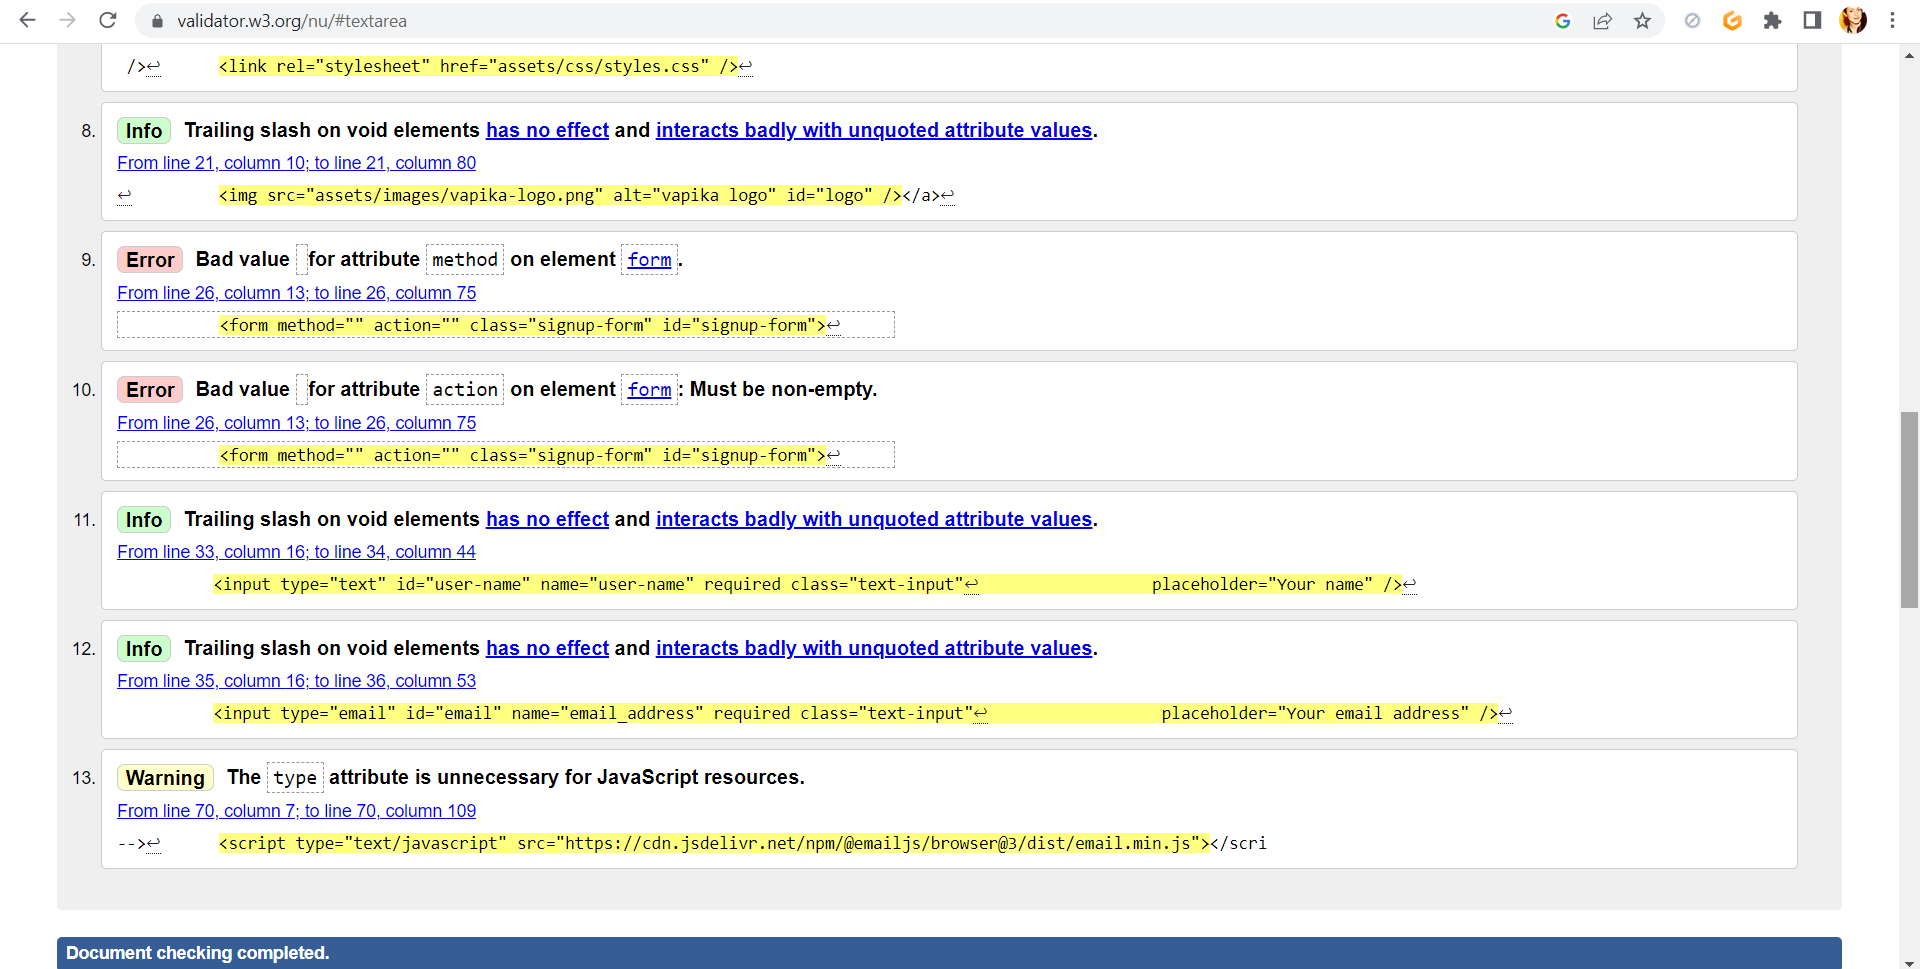 validator.w3.org/nu/#textarea
/>↩ <link rel="stylesheet" href="assets/css/styles.css" />↩
8. Info Trailing slash on void elements has no effect and interacts badly with unquoted attribute values.
From line 21, column 10; to line 21, column 80
↩ <img src="assets/images/vapika-logo.png" alt="vapika logo" id="logo" /></a>↩
9. Error Bad value for attribute method on element form.
From line 26, column 13; to line 26, column 75
<form method="" action="" class="signup-form" id="signup-form">↩
10. Error Bad value for attribute action on element form: Must be non-empty.
From line 26, column 13; to line 26, column 75
<form method="" action="" class="signup-form" id="signup-form">↩
11. Info Trailing slash on void elements has no effect and interacts badly with unquoted attribute values.
From line 33, column 16; to line 34, column 44
<input type="text" id="user-name" name="user-name" required class="text-input"↩ placeholder="Your name" />↩
12. Info Trailing slash on void elements has no effect and interacts badly with unquoted attribute values.
From line 35, column 16; to line 36, column 53
<input type="email" id="email" name="email_address" required class="text-input"↩ placeholder="Your email address" />↩
13. Warning The type attribute is unnecessary for JavaScript resources.
From line 70, column 7; to line 70, column 109
-->↩ <script type="text/javascript" src="https://cdn.jsdelivr.net/npm/@emailjs/browser@3/dist/email.min.js"></scri
Document checking completed.